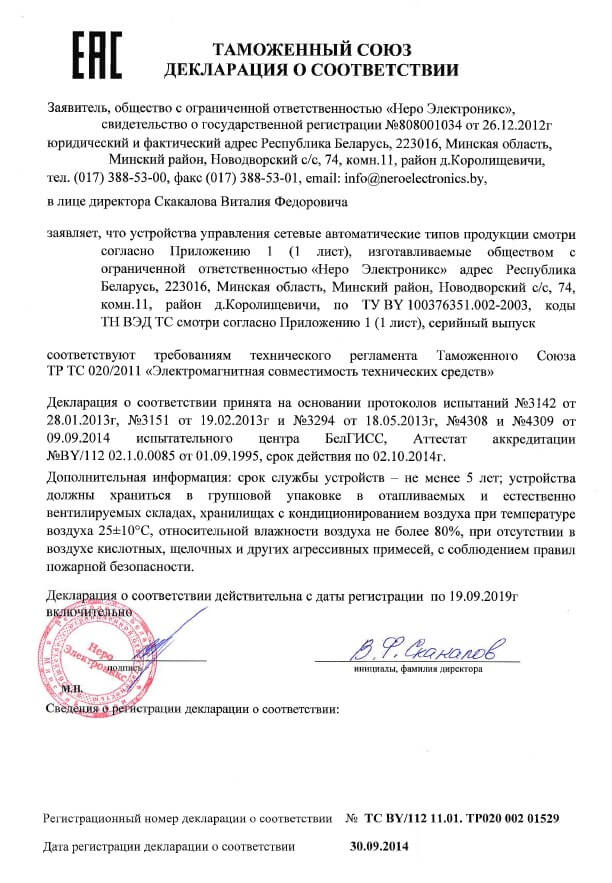 EAC
ТАМОЖЕННЫЙ СОЮЗ
ДЕКЛАРАЦИЯ О СООТВЕТСТВИИ
Заявитель, общество с ограниченной ответственностью «Неро Электроникс»,
свидетельство о государственной регистрации №808001034 от 26.12.2012г
юридический и фактический адрес Республика Беларусь, 223016, Минская область,
Минский район, Новодворский с/с, 74, комн.11, район д.Королищевичи,
тел. (017) 388-53-00, факс (017) 388-53-01, email: info@neroelectronics.by,
в лице директора Скакалова Виталия Федоровича
заявляет, что устройства управления сетевые автоматические типов продукции смотри
согласно Приложению 1 (1 лист), изготавливаемые обществом с
ограниченной ответственностью «Неро Электроникс» адрес Республика
Беларусь, 223016, Минская область, Минский район, Новодворский с/с, 74,
комн.11, район д.Королищевичи, по ТУ BY 100376351.002-2003, коды
ТН ВЭД ТС смотри согласно Приложению 1 (1 лист), серийный выпуск
соответствуют требованиям технического регламента Таможенного Союза
ТР ТС 020/2011 «Электромагнитная совместимость технических средств»
Декларация о соответствии принята на основании протоколов испытаний №3142 от
28.01.2013г, №3151 от 19.02.2013г и №3294 от 18.05.2013г, №4308 и №4309 от
09.09.2014 испытательного центра БелГИСС, Аттестат аккредитации
№BY/112 02.1.0.0085 от 01.09.1995, срок действия по 02.10.2014г.
Дополнительная информация: срок службы устройств – не менее 5 лет; устройства
должны храниться в групповой упаковке в отапливаемых и естественно
вентилируемых складах, хранилищах с кондиционированием воздуха при температуре
воздуха 25±10°С, относительной влажности воздуха не более 80%, при отсутствии в
воздухе кислотных, щелочных и других агрессивных примесей, с соблюдением правил
пожарной безопасности.
Декларация о соответствии действительна с даты регистрации по 19.09.2019г
включительно
Неро
Электроникс
В.Ф.Скакалов
подпись
инициалы, фамилия директора
М.П.
Сведения о регистрации декларации о соответствии:
Регистрационный номер декларации о соответствии № ТС BY/112 11.01. ТР020 002 01529
Дата регистрации декларации о соответствии 30.09.2014